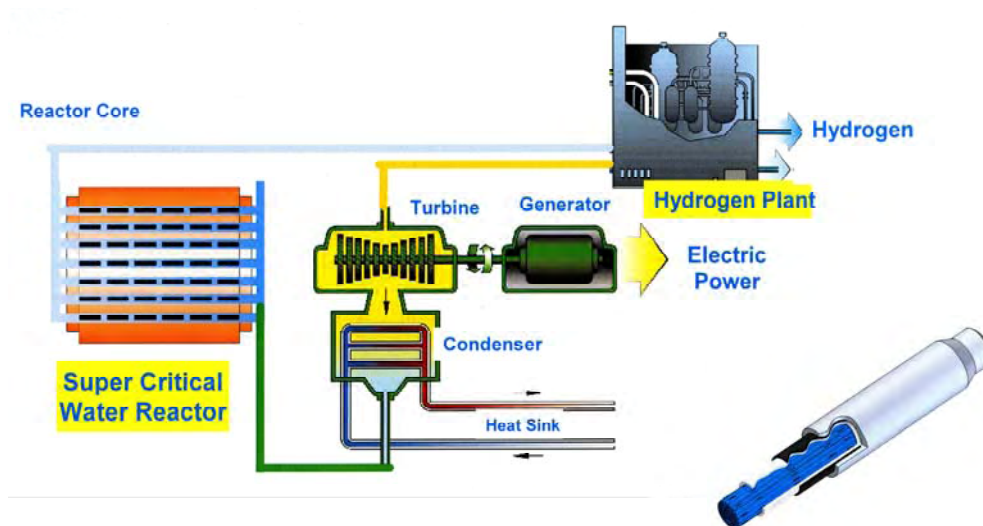 Reactor Core
Hydrogen
Hydrogen Plant
Turbine
Generator
Electric
Power
Condenser
Super Critical
Water Reactor
Heat Sink